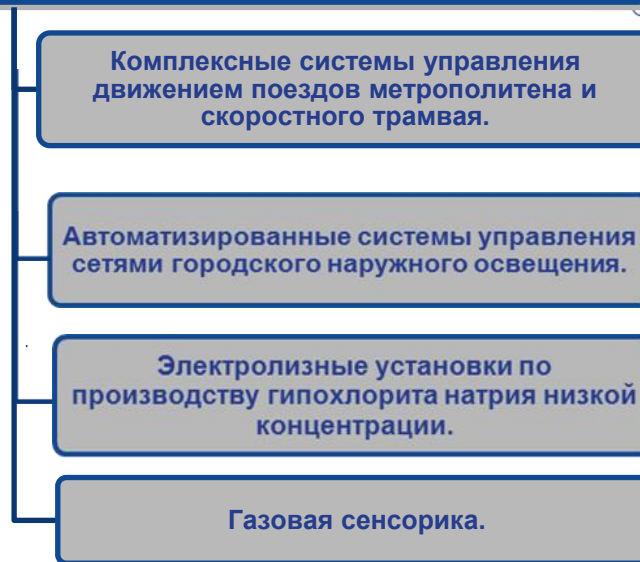 Комплексные системы управления
движением поездов метрополитена и
скоростного трамвая.
Автоматизированные системы управления
сетями городского наружного освещения.
Электролизные установки по
производству гипохлорита натрия низкой
концентрации.
Газовая сенсорика.